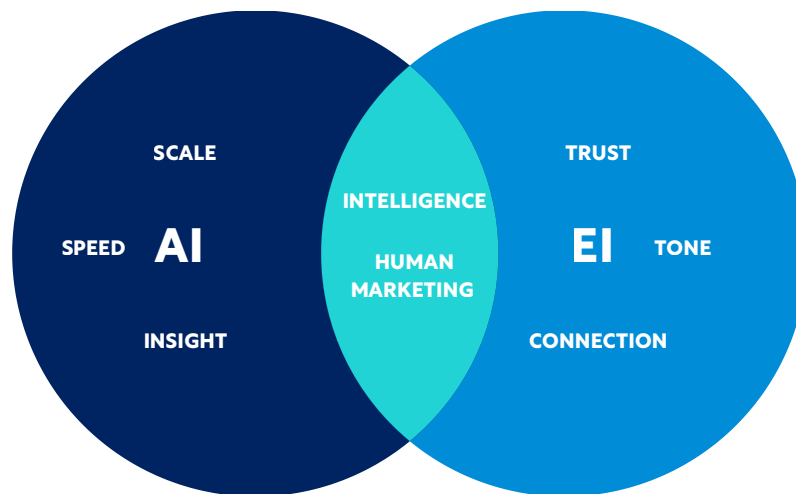 SCALE
SPEED
AI
INSIGHT
INTELLIGENCE
HUMAN
MARKETING
TRUST
EI
TONE
CONNECTION